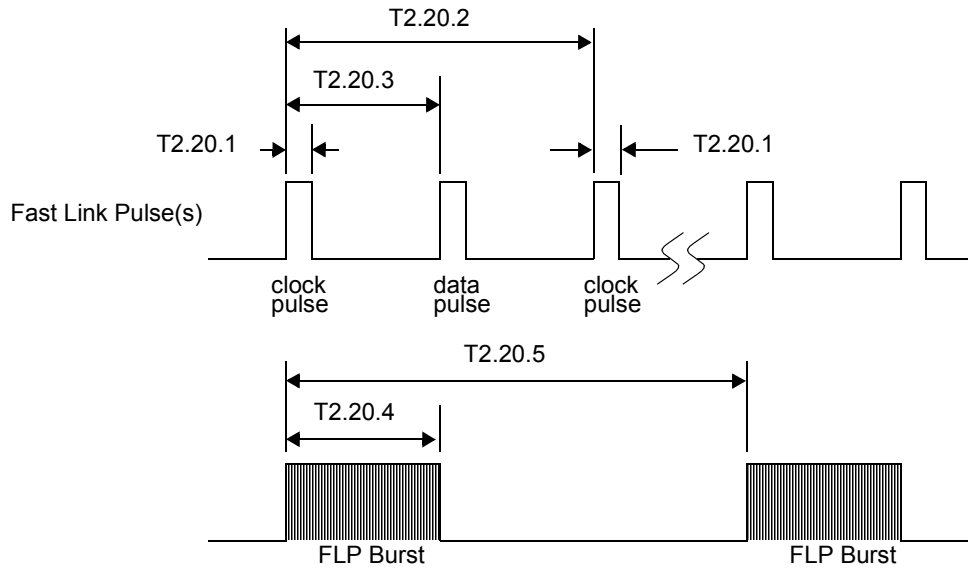 T2.20.2
T2.20.3
T2.20.1
T2.20.1
Fast Link Pulse(s)
clock
pulse
data
pulse
clock
pulse
T2.20.5
T2.20.4
FLP Burst
FLP Burst